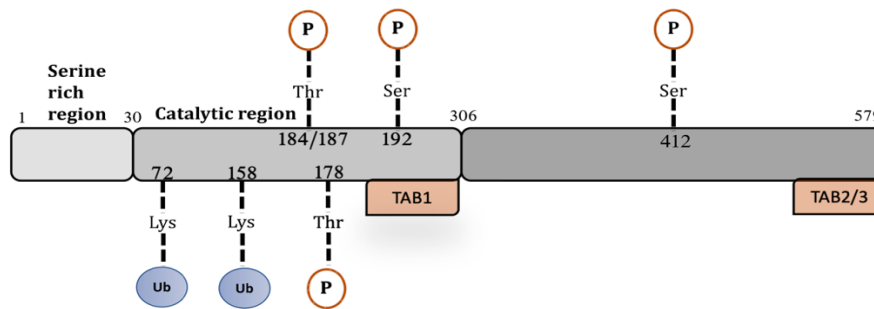 P P P
Serine
rich
region
Thr Ser Ser
1 30 Catalytic region 306 579
184/187 192 412
72 158 178
TAB1 TAB2/3
Lys Lys Thr
Ub Ub P